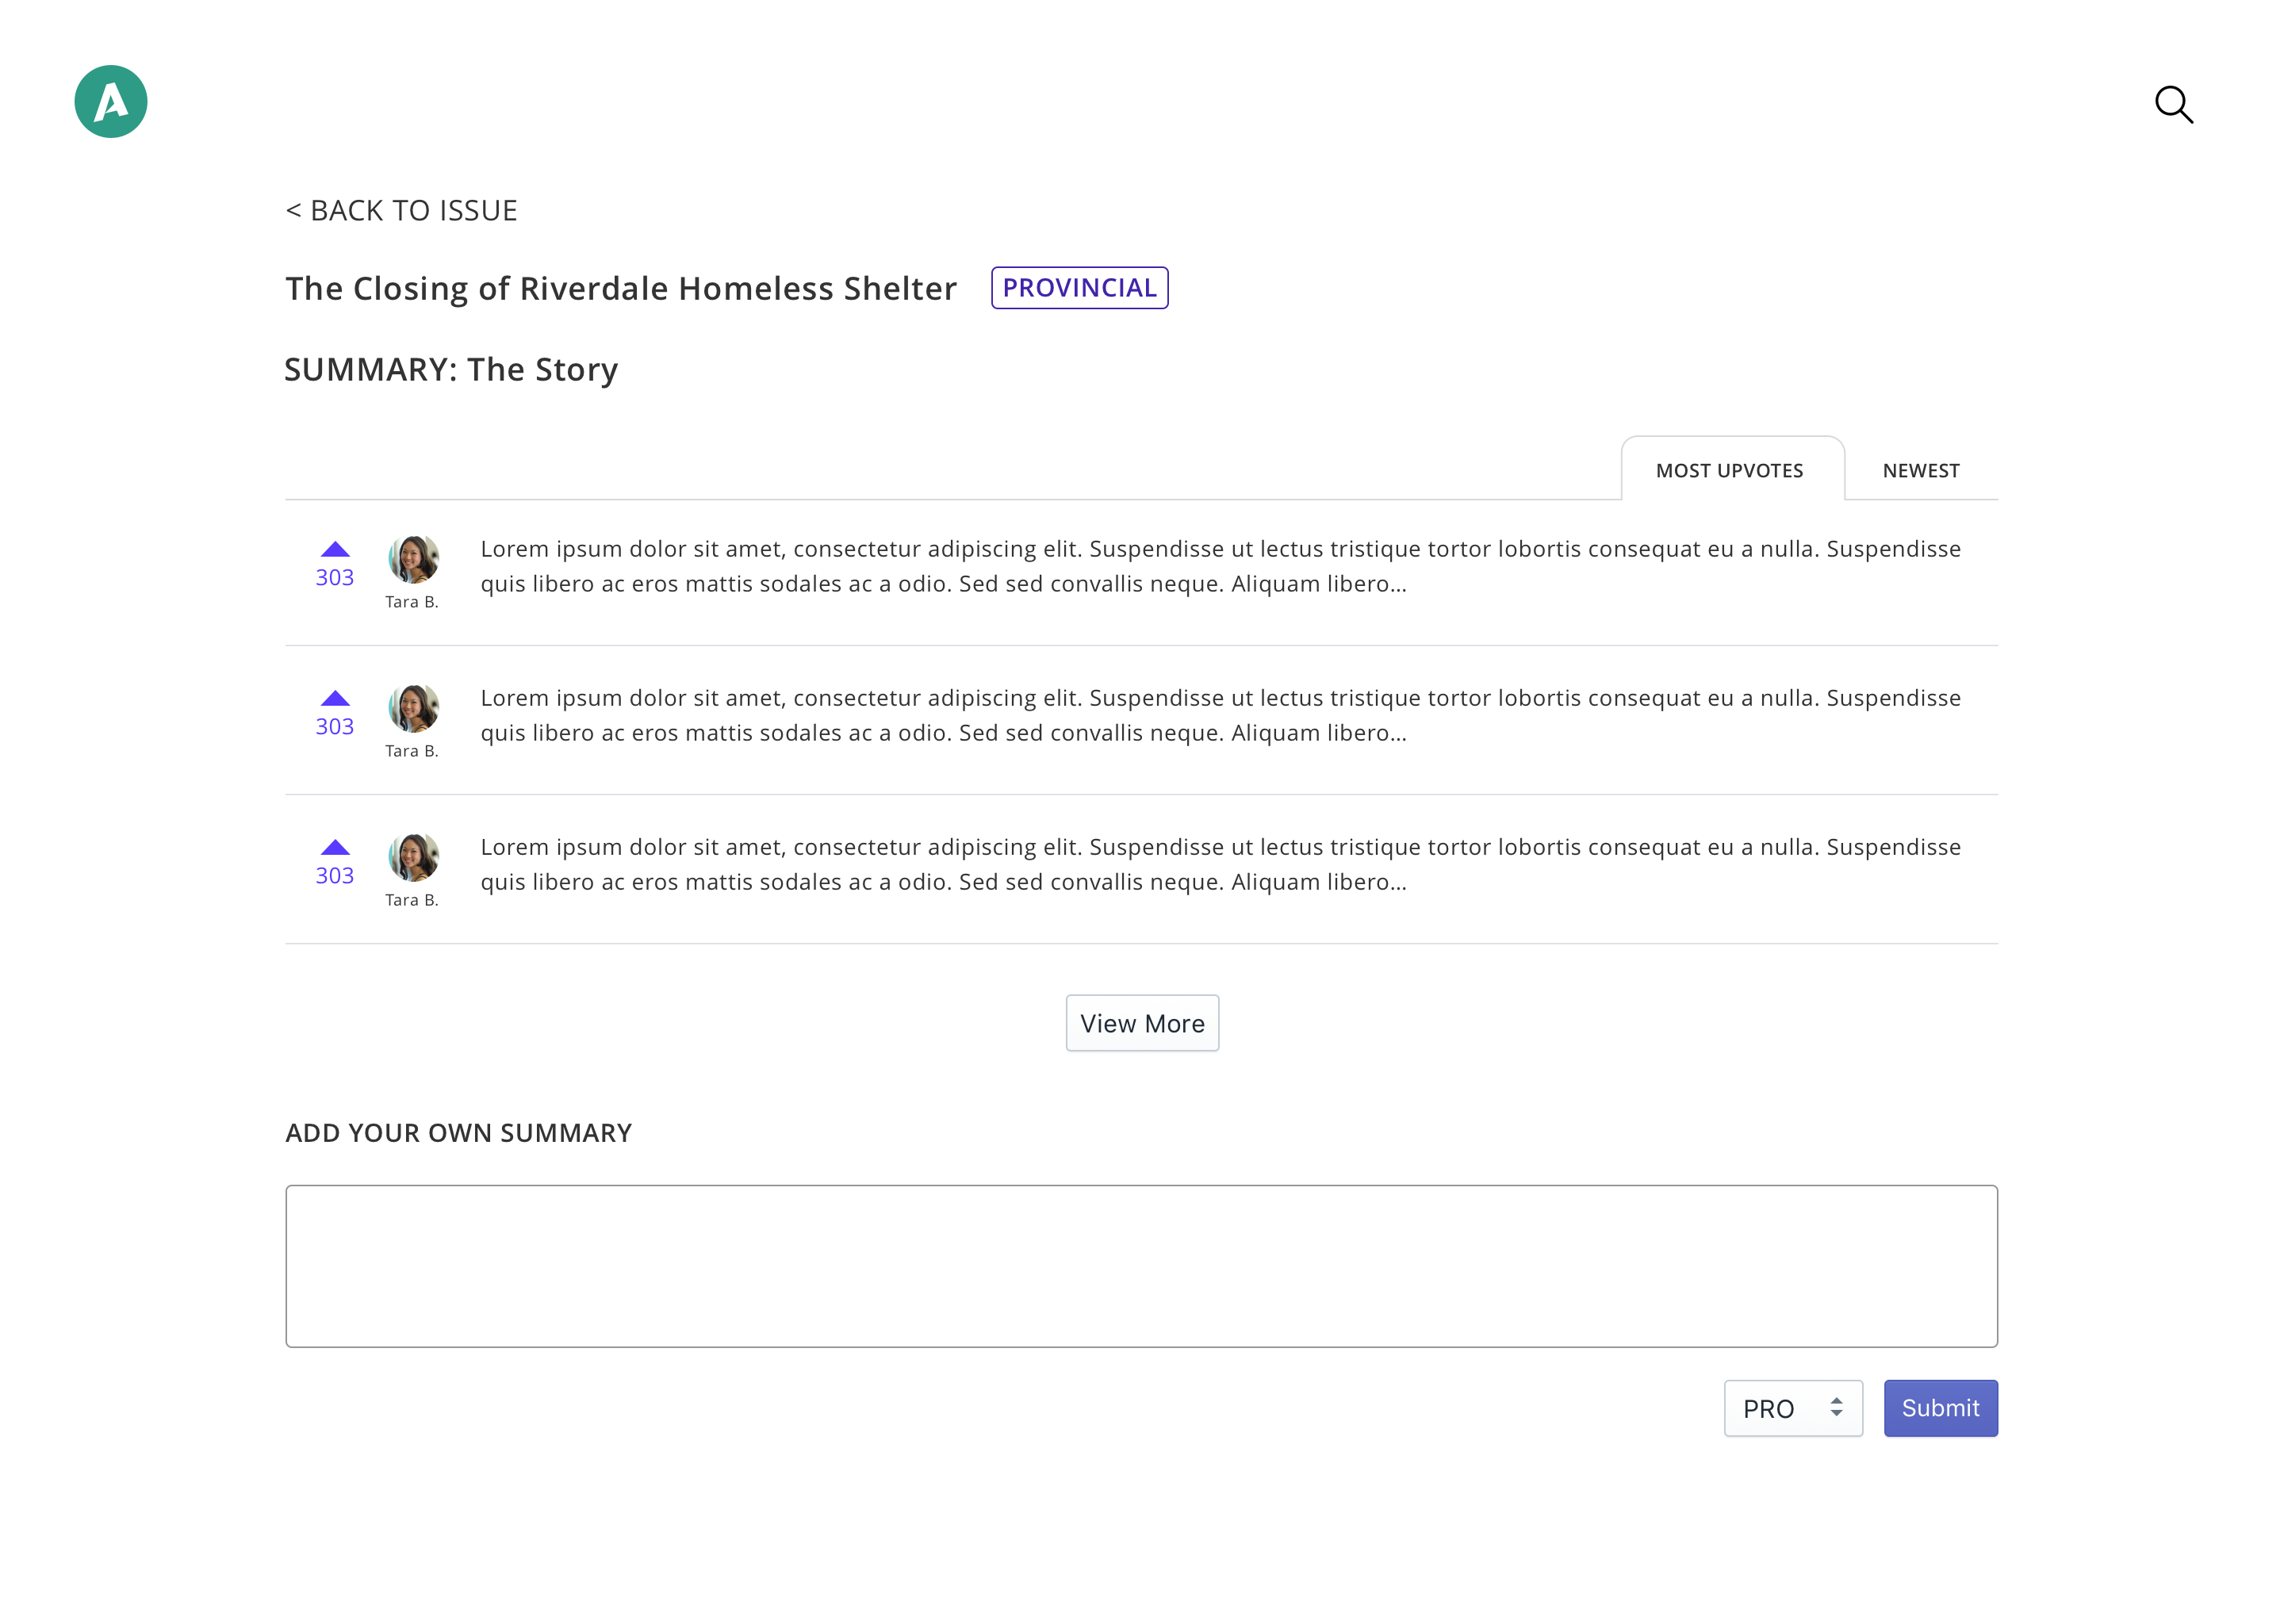 A
< BACK TO ISSUE
The Closing of Riverdale Homeless Shelter PROVINCIAL
SUMMARY: The Story
MOST UPVOTES NEWEST
Lorem ipsum dolor sit amet, consectetur adipiscing elit. Suspendisse ut lectus tristique tortor lobortis consequat eu a nulla. Suspendisse
303 quis libero ac eros mattis sodales ac a odio. Sed sed convallis neque. Aliquam libero...
Tara B.
Lorem ipsum dolor sit amet, consectetur adipiscing elit. Suspendisse ut lectus tristique tortor lobortis consequat eu a nulla. Suspendisse
303 quis libero ac eros mattis sodales ac a odio. Sed sed convallis neque. Aliquam libero...
Tara B.
Lorem ipsum dolor sit amet, consectetur adipiscing elit. Suspendisse ut lectus tristique tortor lobortis consequat eu a nulla. Suspendisse
303 quis libero ac eros mattis sodales ac a odio. Sed sed convallis neque. Aliquam libero...
Tara B.
View More
ADD YOUR OWN SUMMARY
PRO Submit